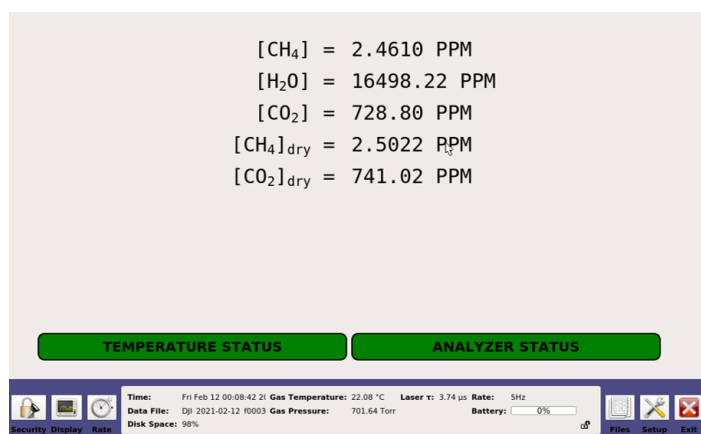 [CH₄] = 2.4610 PPM
[H₂O] = 16498.22 PPM
[CO₂] = 728.80 PPM
[CH₄]dry = 2.5022 PPM
[CO₂]dry = 741.02 PPM
TEMPERATURE STATUS ANALYZER STATUS
Time: Fri Feb 12 00:08:42 20 Gas Temperature: 22.08 °C Laser τ: 3.74 µs Rate: 5Hz
Data File: DJI 2021-02-12 f0003 Gas Pressure: 701.64 Torr Battery: 0%
Disk Space: 98%
Security Display Rate Files Setup Exit